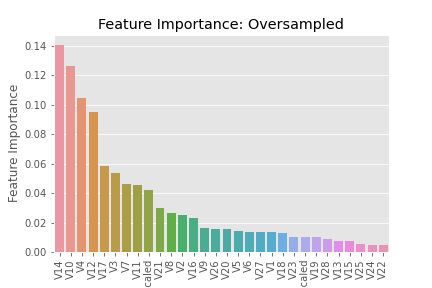 Feature Importance: Oversampled
Feature Importance
0.14
0.12
0.10
0.08
0.06
0.04
0.02
0.00
V14
V10
V4
V12
V17
V3
V7
V11
caled
V21
V8
V2
V16
V9
V26
V20
V5
V6
V27
V1
V18
V23
caled
V19
V28
V13
V15
V25
V24
V22